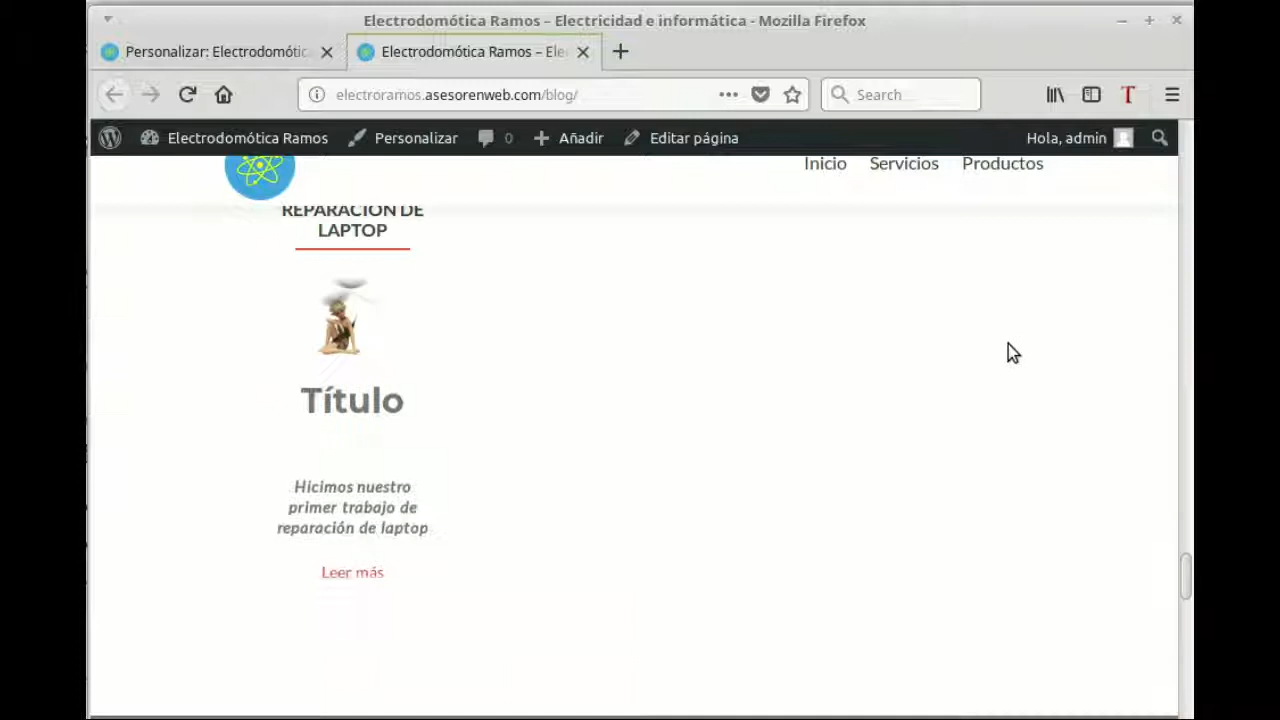 Electrodomótica Ramos – Electricidad e informática - Mozilla Firefox
Personalizar: Electrodomótic
Electrodomótica Ramos – Ele
electroramos.asesorenweb.com/blog/
Search
Electrodomótica Ramos
Personalizar
0
Añadir
Editar página
Hola, admin
Inicio
Servicios
Productos
REPARACIÓN DE
LAPTOP
Título
Hicimos nuestro
primer trabajo de
reparación de laptop
Leer más